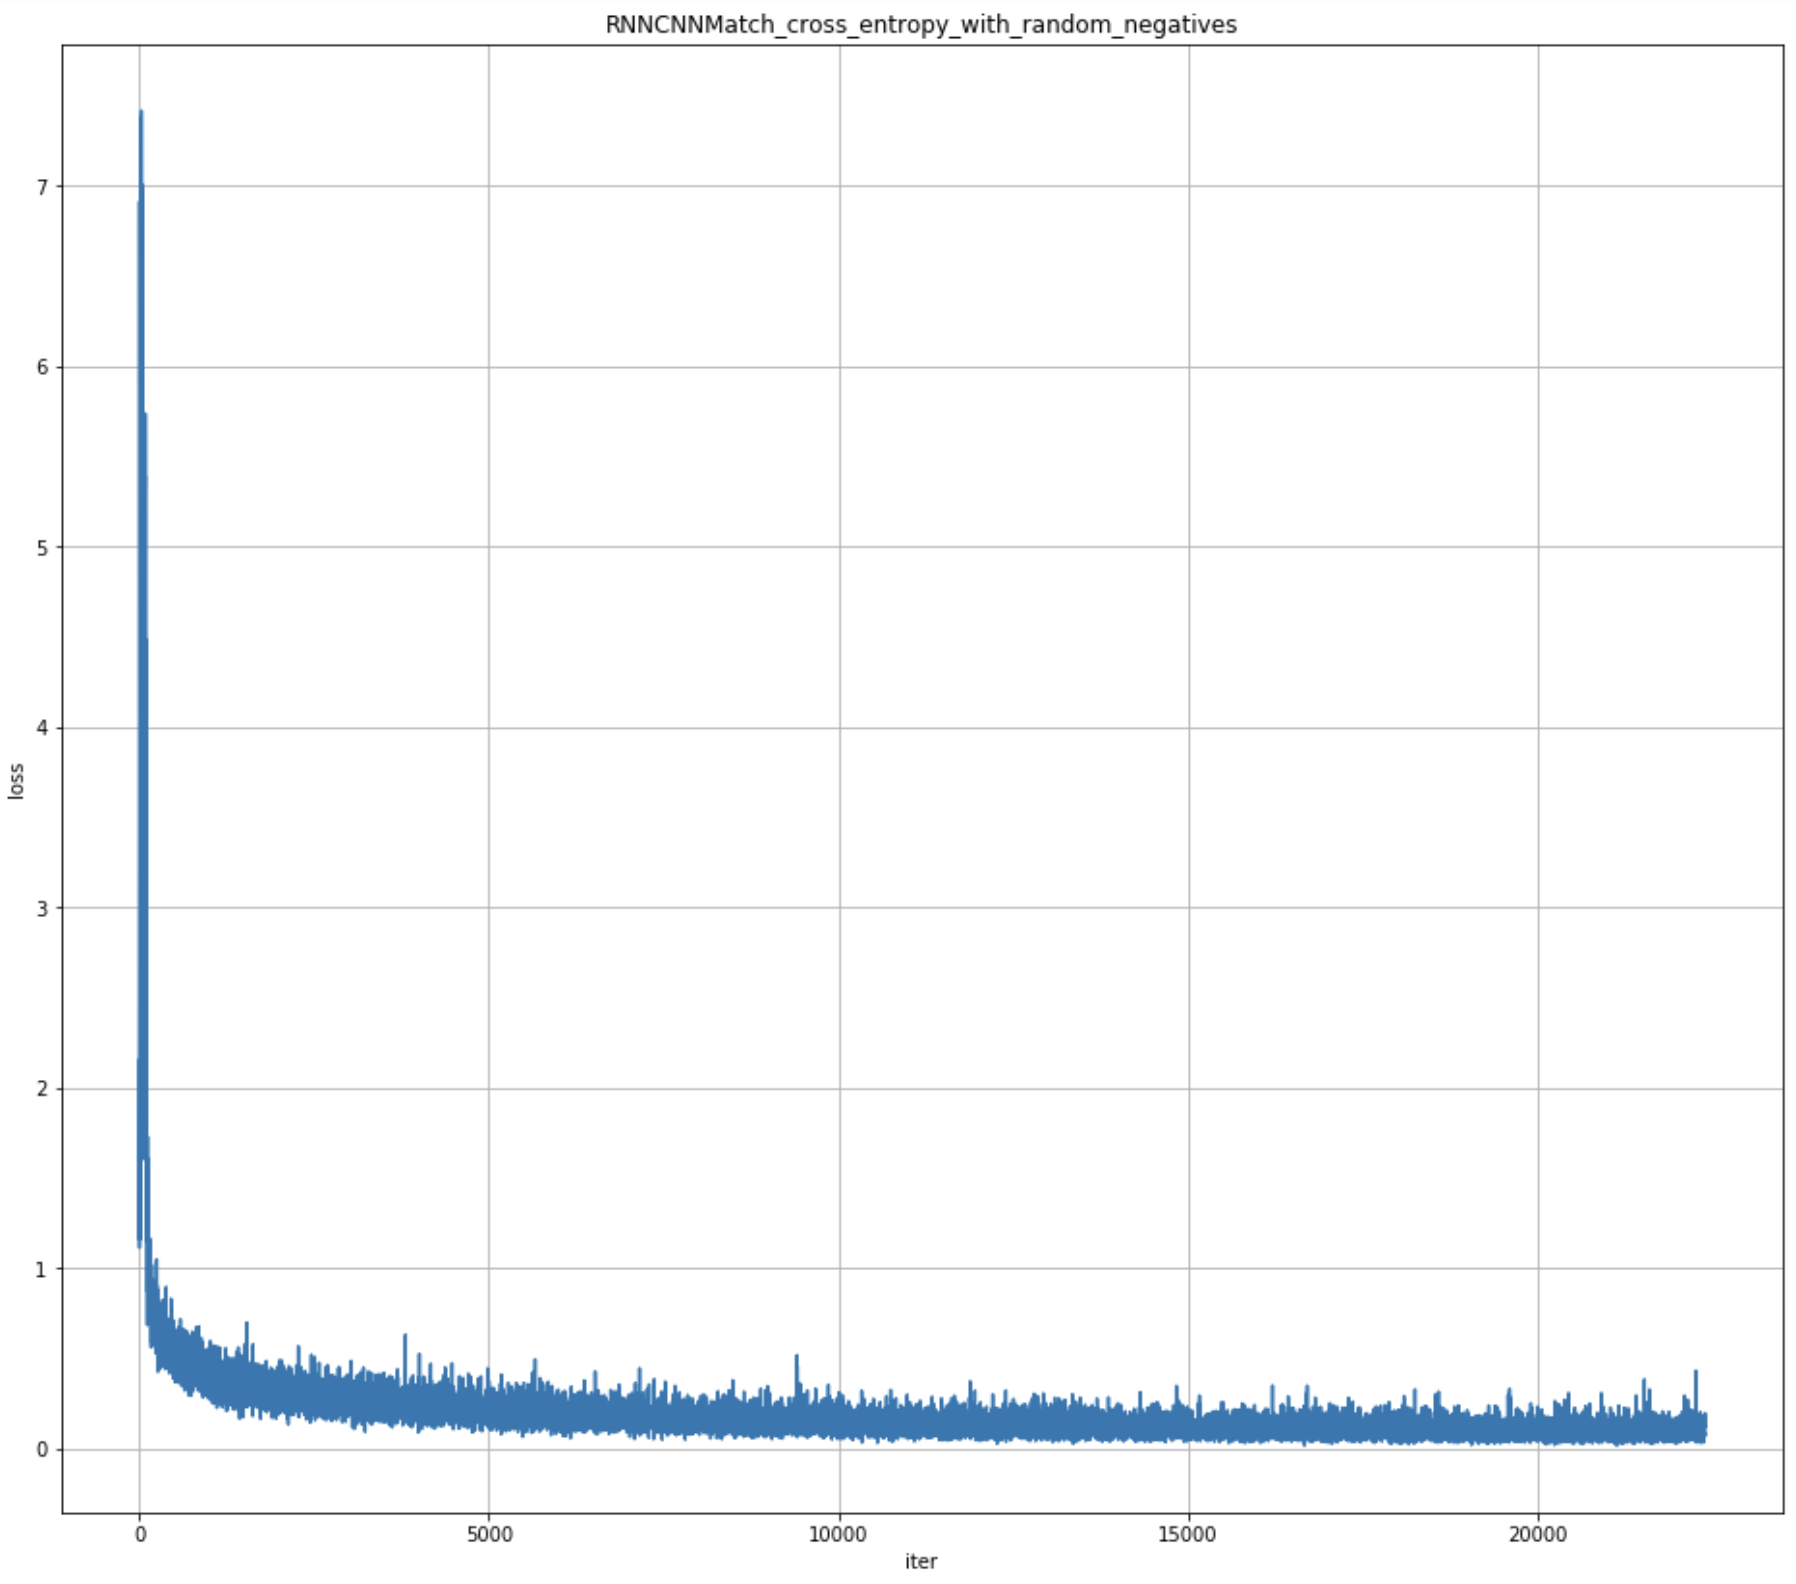 RNNCNNMatch_cross_entropy_with_random_negatives
7
6
5
4
3
2
1
0
loss
0 5000 10000 15000 20000
iter